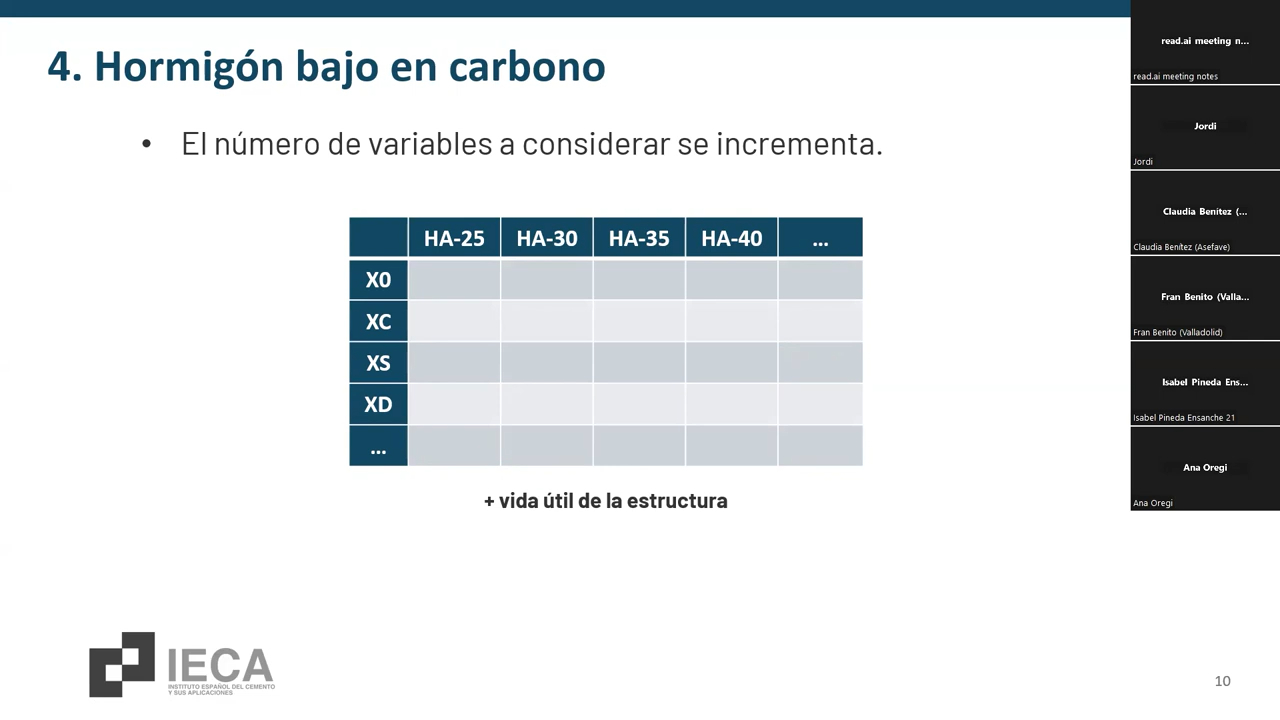 4. Hormigón bajo en carbono
• El número de variables a considerar se incrementa.
HA-25 HA-30 HA-35 HA-40 ...
X0
XC
XS
XD
...
+ vida útil de la estructura
IECA
INSTITUTO ESPAÑOL DEL CEMENTO
Y SUS APLICACIONES
10
read.ai meeting n...
read.ai meeting notes
Jordi
Jordi
Claudia Benítez (...
Claudia Benítez (Asefave)
Fran Benito (Valla...
Fran Benito (Valladolid)
Isabel Pineda Ens...
Isabel Pineda Ensanche 21
Ana Oregi
Ana Oregi